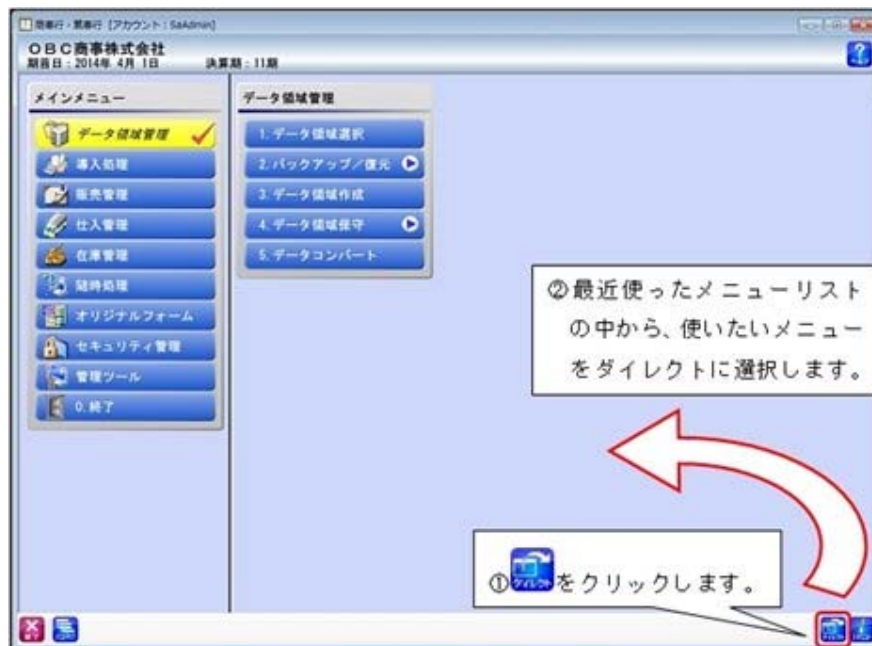 商奉行・蔵奉行 [アカウント：SaAdmin]
OBC商事株式会社
期首日：2014年 4月 1日 決算期：11期
メインメニュー
データ領域管理
導入処理
販売管理
仕入管理
在庫管理
随時処理
オリジナルフォーム
セキュリティ管理
管理ツール
0.終了
データ領域管理
1.データ領域選択
2.バックアップ／復元
3.データ領域作成
4.データ領域保守
5.データコンバート
②最近使ったメニューリスト
の中から、使いたいメニュー
をダイレクトに選択します。
①ダイレクトをクリックします。
ダイレクト